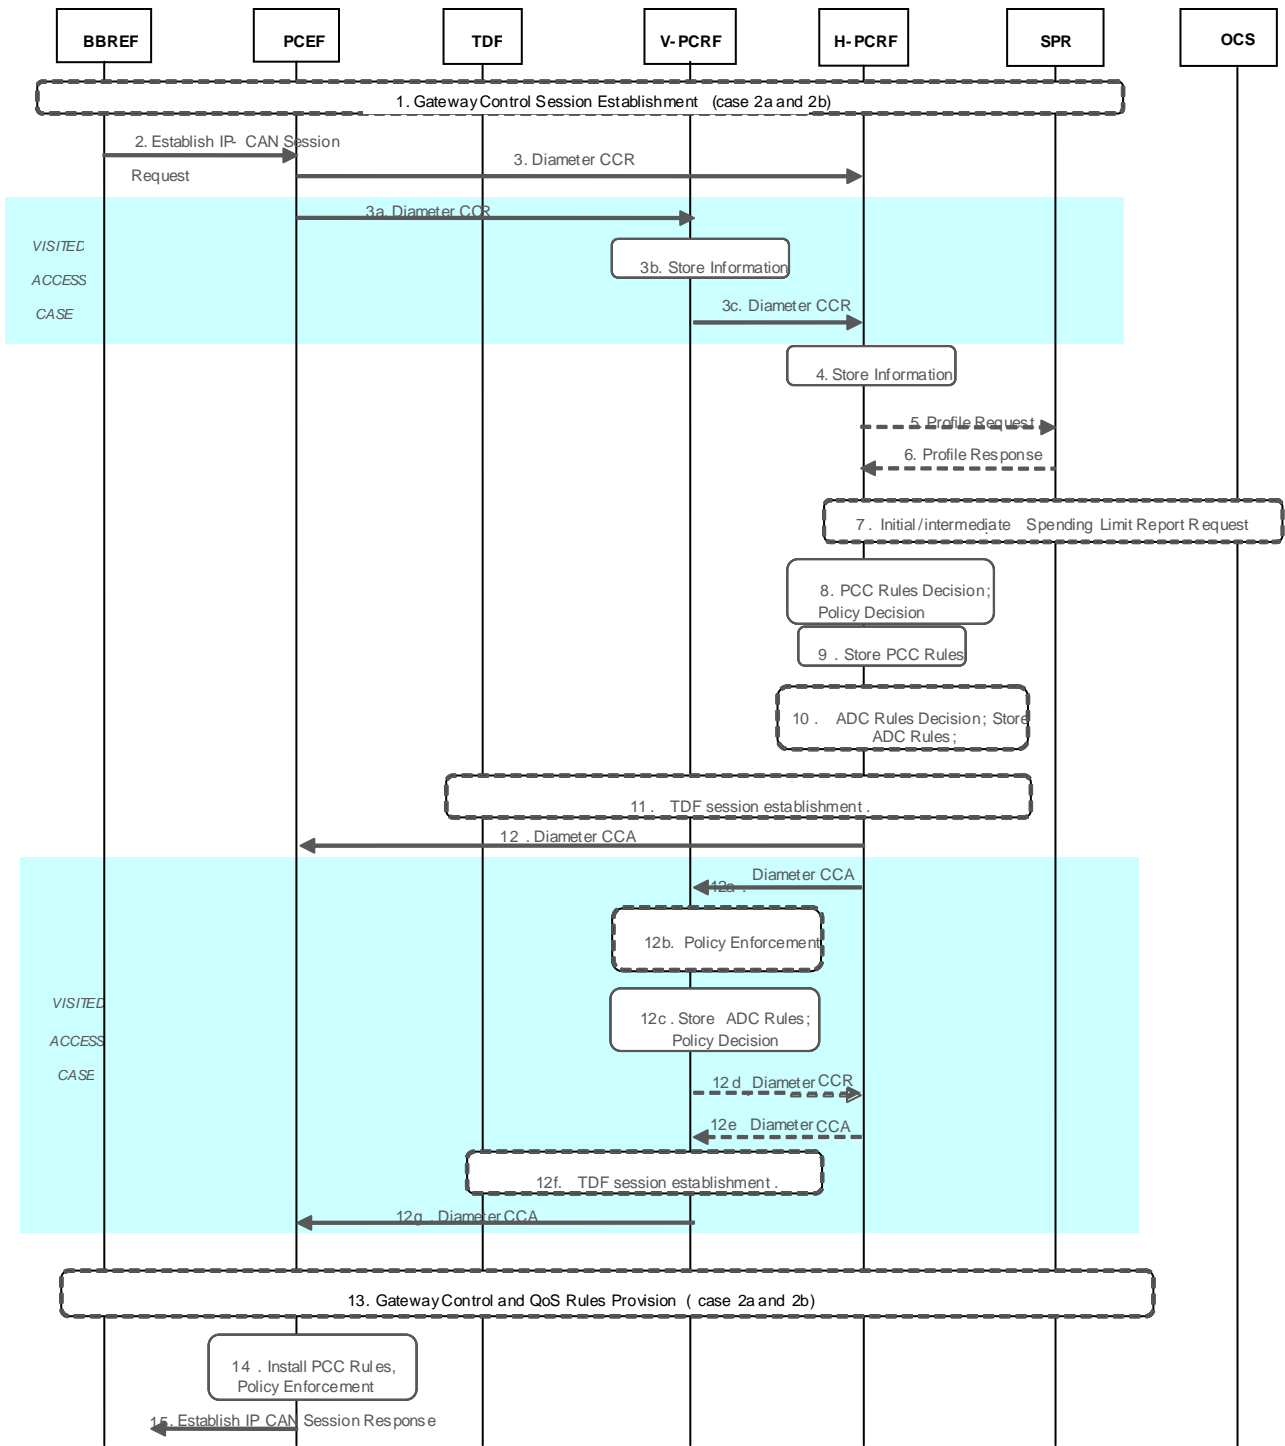 BBREF
PCEF
TDF
V-PCRF
H-PCRF
SPR
OCS
1. Gateway Control Session Establishment (case 2a and 2b)
2. Establish IP- CAN Session
Request
3. Diameter CCR
3a. Diameter CCR
VISITED
ACCESS
CASE
3b. Store Information
3c. Diameter CCR
4. Store Information
5. Profile Request
6. Profile Response
7. Initial/intermediate Spending Limit Report Request
8. PCC Rules Decision;
Policy Decision
9. Store PCC Rules
10. ADC Rules Decision; Store
ADC Rules;
11. TDF session establishment.
12. Diameter CCA
Diameter CCA
12a.
12b. Policy Enforcement
VISITED
ACCESS
CASE
12c. Store ADC Rules;
Policy Decision
12d. Diameter CCR
12e Diameter CCA
12f. TDF session establishment.
12g. Diameter CCA
13. Gateway Control and QoS Rules Provision ( case 2a and 2b)
14. Install PCC Rules,
Policy Enforcement
15. Establish IP CAN Session Response